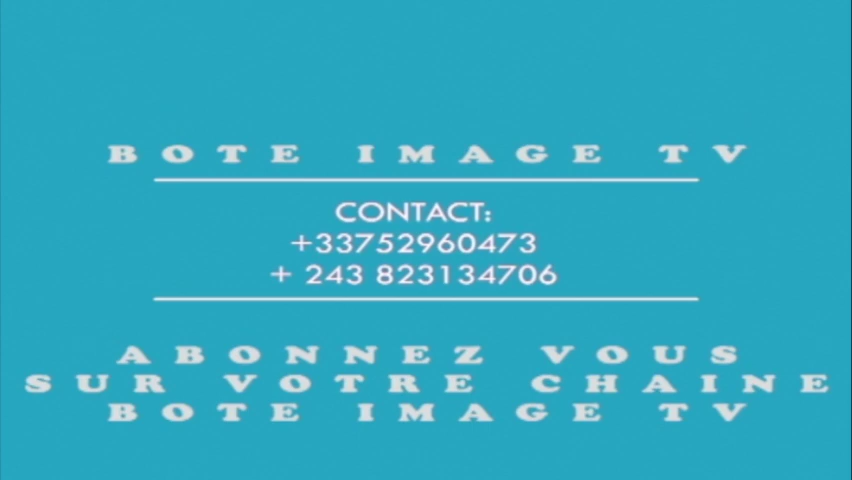 BOTE IMAGE TV
CONTACT:
+33752960473
+ 243 823134706
ABONNEZ VOUS
SUR VOTRE CHAINE
BOTE IMAGE TV